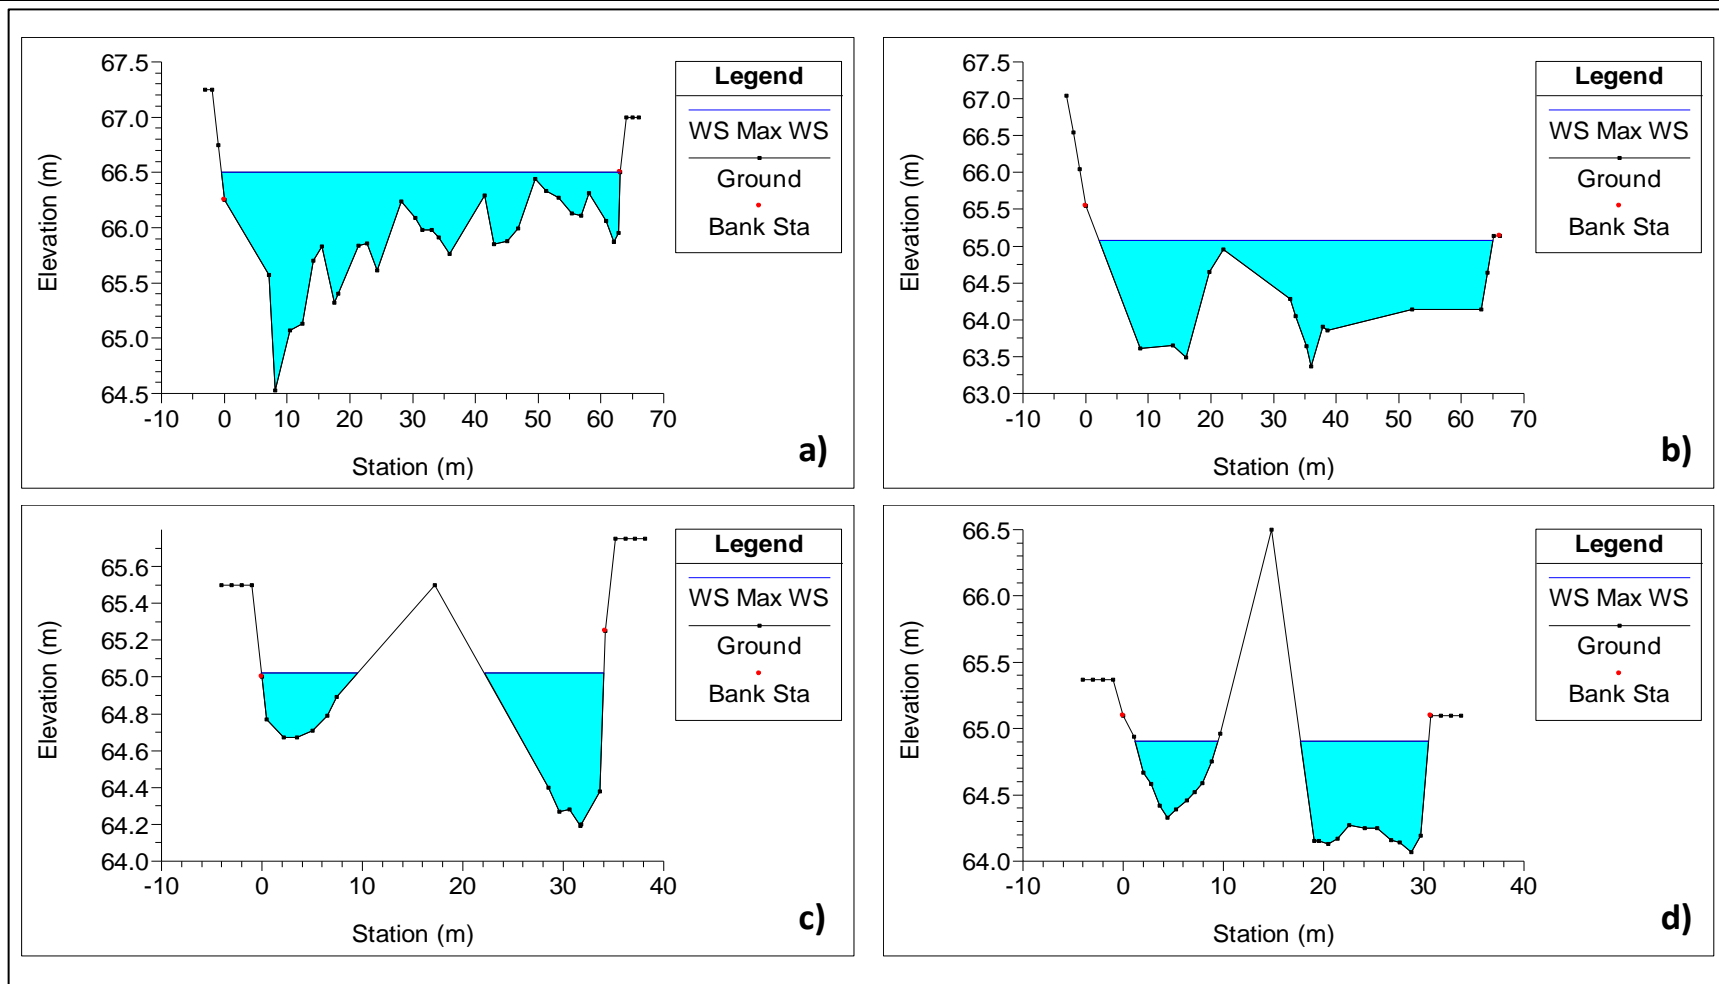 67.5
67.0
66.5
66.0
65.5
65.0
64.5
-10 0 10 20 30 40 50 60 70
Elevation (m)
Station (m)
Legend
WS Max WS
Ground
Bank Sta
a)
67.5
67.0
66.5
66.0
65.5
65.0
64.5
64.0
63.5
63.0
-10 0 10 20 30 40 50 60 70
Elevation (m)
Station (m)
Legend
WS Max WS
Ground
Bank Sta
b)
65.6
65.4
65.2
65.0
64.8
64.6
64.4
64.2
64.0
-10 0 10 20 30 40
Elevation (m)
Station (m)
Legend
WS Max WS
Ground
Bank Sta
c)
66.5
66.0
65.5
65.0
64.5
64.0
-10 0 10 20 30 40
Elevation (m)
Station (m)
Legend
WS Max WS
Ground
Bank Sta
d)